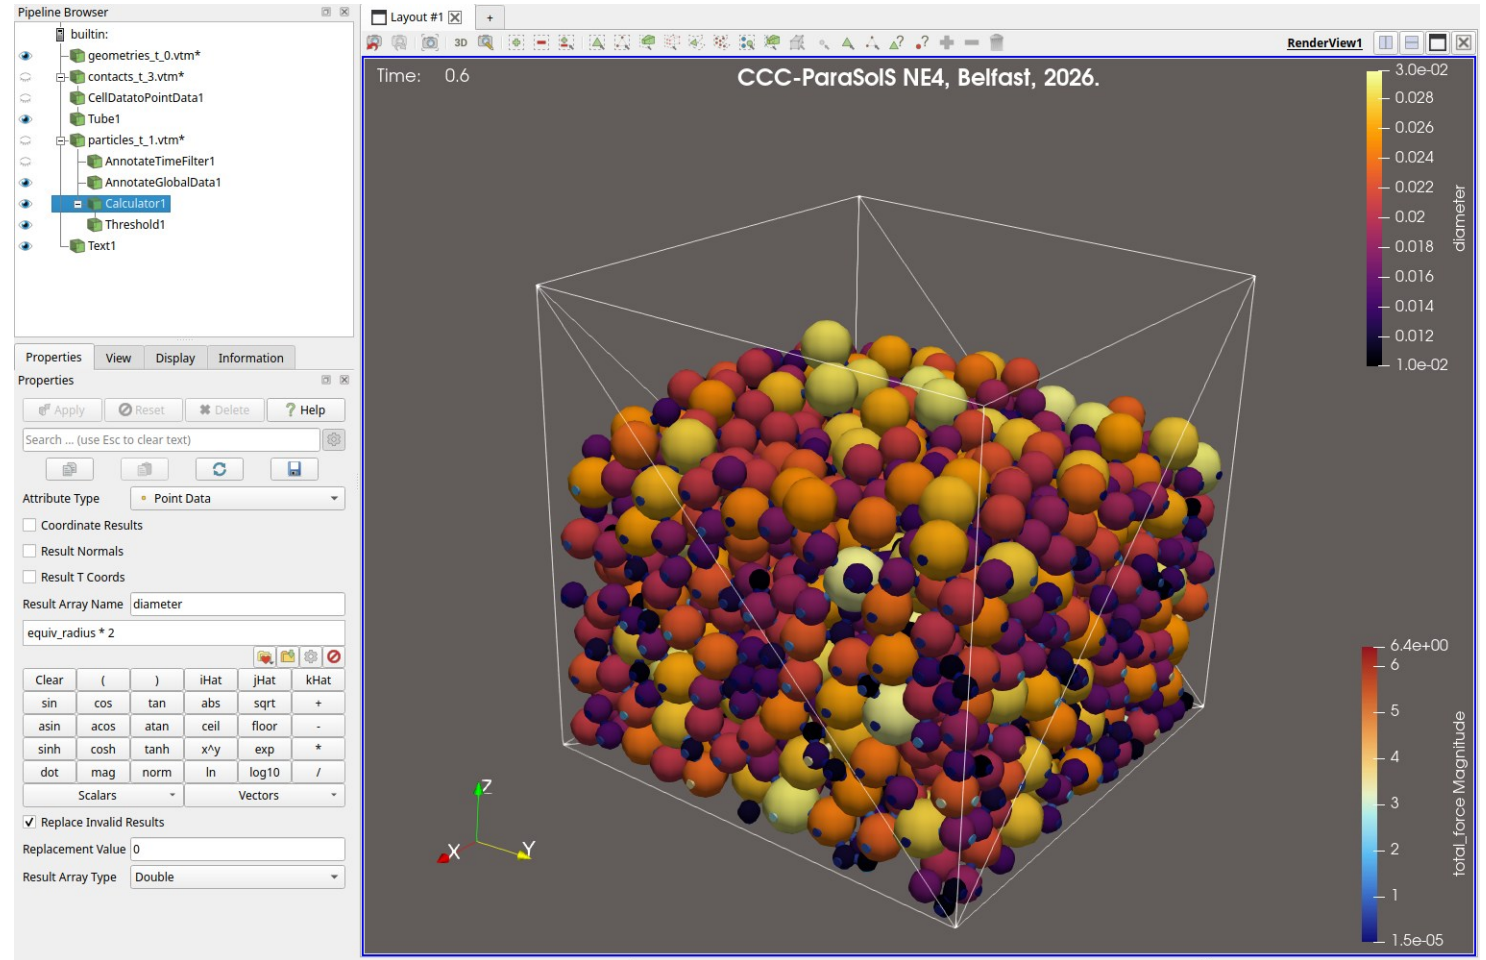 Pipeline Browser
builtin:
geometries_t_0.vtm*
contacts_t_3.vtm*
CellDatatoPointData1
Tube1
particles_t_1.vtm*
AnnotateTimeFilter1
AnnotateGlobalData1
Calculator1
Threshold1
Text1
Properties View Display Information
Properties
Apply Reset Delete ? Help
Search ... (use Esc to clear text)
Attribute Type Point Data
Coordinate Results
Result Normals
Result T Coords
Result Array Name diameter
equiv_radius * 2
Clear ( ) iHat jHat kHat
sin cos tan abs sqrt +
asin acos atan ceil floor -
sinh cosh tanh x^y exp *
dot mag norm ln log10 /
Scalars Vectors
Replace Invalid Results
Replacement Value 0
Result Array Type Double
Layout #1 +
3D RenderView1
Time: 0.6
CCC-ParaSolS NE4, Belfast, 2026.
3.0e-02
0.028
0.026
0.024
0.022
0.02
0.018
0.016
0.014
0.012
1.0e-02
diameter
6.4e+00
6
5
4
3
2
1
1.5e-05
total_force Magnitude
Z
X
Y